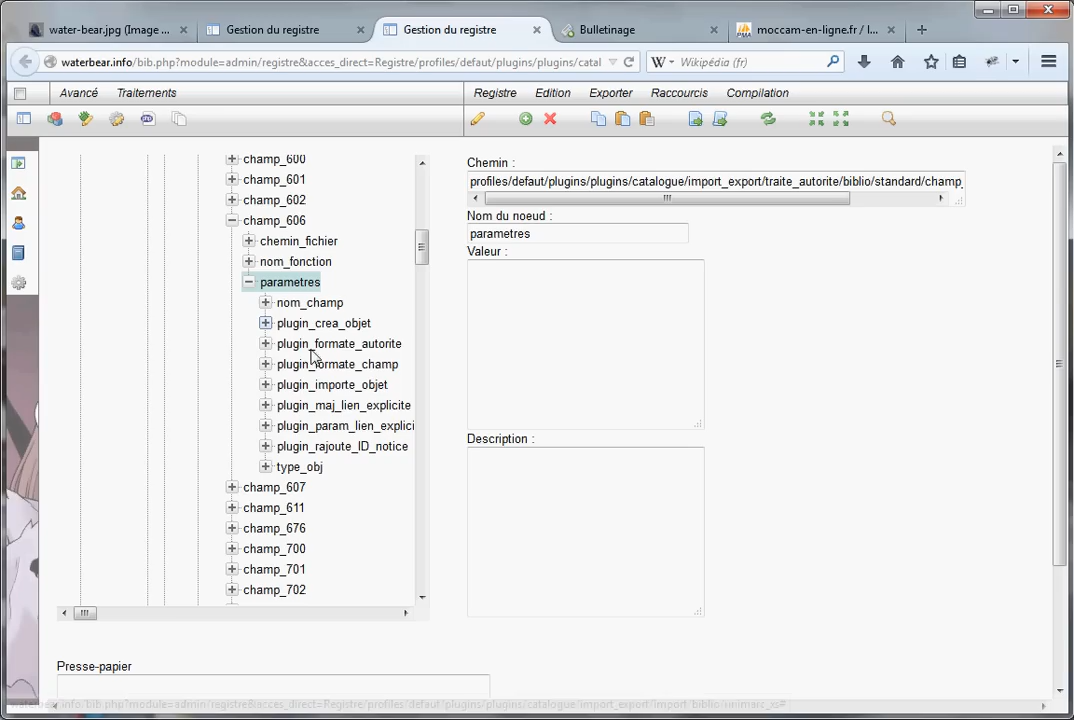 water-bear.jpg (Image ...
Gestion du registre
Gestion du registre
Bulletinage
moccam-en-ligne.fr / I...
waterbear.info/bib.php?module=admin/registre&acces_direct=Registre/profiles/defaut/plugins/plugins/catal
Wikipédia (fr)
Avancé
Traitements
Registre
Edition
Exporter
Raccourcis
Compilation
champ_600
champ_601
champ_602
champ_606
chemin_fichier
nom_fonction
parametres
nom_champ
plugin_crea_objet
plugin_formate_autorite
plugin_formate_champ
plugin_importe_objet
plugin_maj_lien_explicite
plugin_param_lien_explici
plugin_rajoute_ID_notice
type_obj
champ_607
champ_611
champ_676
champ_700
champ_701
champ_702
Chemin :
profiles/defaut/plugins/plugins/catalogue/import_export/traite_autorite/biblio/standard/champ_
Nom du noeud :
parametres
Valeur :
Description :
Presse-papier